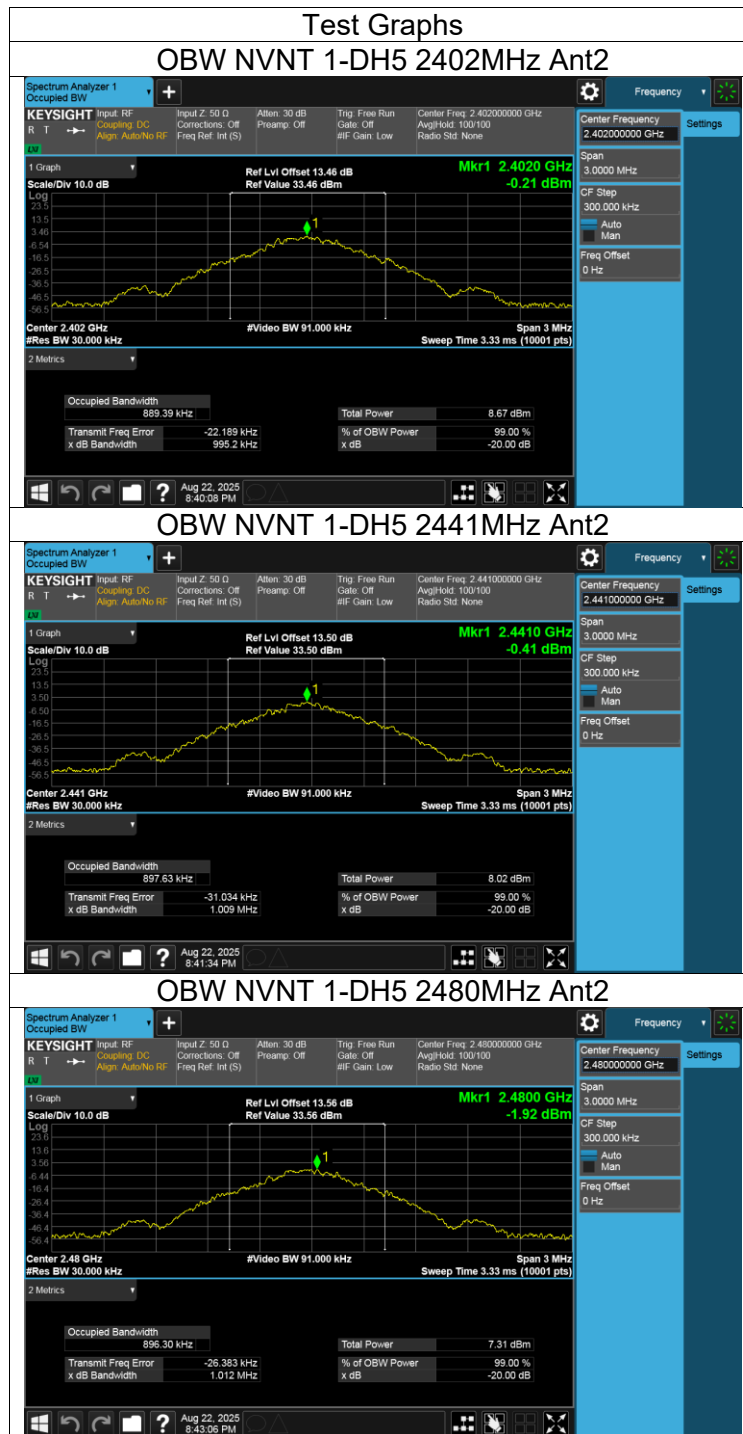 Test Graphs
OBW NVNT 1-DH5 2402MHz Ant2
Spectrum Analyzer 1
Occupied BW
+
Frequency
KEYSIGHT
R T
LXI
Input: RF
Coupling: DC
Align: Auto/No RF
Input Z: 50 Ω
Corrections: Off
Freq Ref: Int (S)
Atten: 30 dB
Preamp: Off
Trig: Free Run
Gate: Off
#IF Gain: Low
Center Freq: 2.402000000 GHz
Avg|Hold: 100/100
Radio Std: None
Center Frequency
2.402000000 GHz
Settings
Span
3.0000 MHz
CF Step
300.000 kHz
Auto
Man
Freq Offset
0 Hz
1 Graph
Scale/Div 10.0 dB
Ref Lvl Offset 13.46 dB
Ref Value 33.46 dBm
Mkr1 2.4020 GHz
-0.21 dBm
Log
23.5
13.5
3.46
-6.54
-16.5
-26.5
-36.5
-46.5
-56.5
1
Center 2.402 GHz
#Res BW 30.000 kHz
#Video BW 91.000 kHz
Span 3 MHz
Sweep Time 3.33 ms (10001 pts)
2 Metrics
Occupied Bandwidth
889.39 kHz
Total Power 8.67 dBm
Transmit Freq Error -22.189 kHz
% of OBW Power 99.00 %
x dB Bandwidth 995.2 kHz
x dB -20.00 dB
?
Aug 22, 2025
8:40:08 PM
OBW NVNT 1-DH5 2441MHz Ant2
Spectrum Analyzer 1
Occupied BW
+
Frequency
KEYSIGHT
R T
LXI
Input: RF
Coupling: DC
Align: Auto/No RF
Input Z: 50 Ω
Corrections: Off
Freq Ref: Int (S)
Atten: 30 dB
Preamp: Off
Trig: Free Run
Gate: Off
#IF Gain: Low
Center Freq: 2.441000000 GHz
Avg|Hold: 100/100
Radio Std: None
Center Frequency
2.441000000 GHz
Settings
Span
3.0000 MHz
CF Step
300.000 kHz
Auto
Man
Freq Offset
0 Hz
1 Graph
Scale/Div 10.0 dB
Ref Lvl Offset 13.50 dB
Ref Value 33.50 dBm
Mkr1 2.4410 GHz
-0.41 dBm
Log
23.5
13.5
3.50
-6.50
-16.5
-26.5
-36.5
-46.5
-56.5
1
Center 2.441 GHz
#Res BW 30.000 kHz
#Video BW 91.000 kHz
Span 3 MHz
Sweep Time 3.33 ms (10001 pts)
2 Metrics
Occupied Bandwidth
897.63 kHz
Total Power 8.02 dBm
Transmit Freq Error -31.034 kHz
% of OBW Power 99.00 %
x dB Bandwidth 1.009 MHz
x dB -20.00 dB
?
Aug 22, 2025
8:41:34 PM
OBW NVNT 1-DH5 2480MHz Ant2
Spectrum Analyzer 1
Occupied BW
+
Frequency
KEYSIGHT
R T
LXI
Input: RF
Coupling: DC
Align: Auto/No RF
Input Z: 50 Ω
Corrections: Off
Freq Ref: Int (S)
Atten: 30 dB
Preamp: Off
Trig: Free Run
Gate: Off
#IF Gain: Low
Center Freq: 2.480000000 GHz
Avg|Hold: 100/100
Radio Std: None
Center Frequency
2.480000000 GHz
Settings
Span
3.0000 MHz
CF Step
300.000 kHz
Auto
Man
Freq Offset
0 Hz
1 Graph
Scale/Div 10.0 dB
Ref Lvl Offset 13.56 dB
Ref Value 33.56 dBm
Mkr1 2.4800 GHz
-1.92 dBm
Log
23.6
13.6
3.56
-6.44
-16.4
-26.4
-36.4
-46.4
-56.4
1
Center 2.48 GHz
#Res BW 30.000 kHz
#Video BW 91.000 kHz
Span 3 MHz
Sweep Time 3.33 ms (10001 pts)
2 Metrics
Occupied Bandwidth
896.30 kHz
Total Power 7.31 dBm
Transmit Freq Error -26.383 kHz
% of OBW Power 99.00 %
x dB Bandwidth 1.012 MHz
x dB -20.00 dB
?
Aug 22, 2025
8:43:06 PM